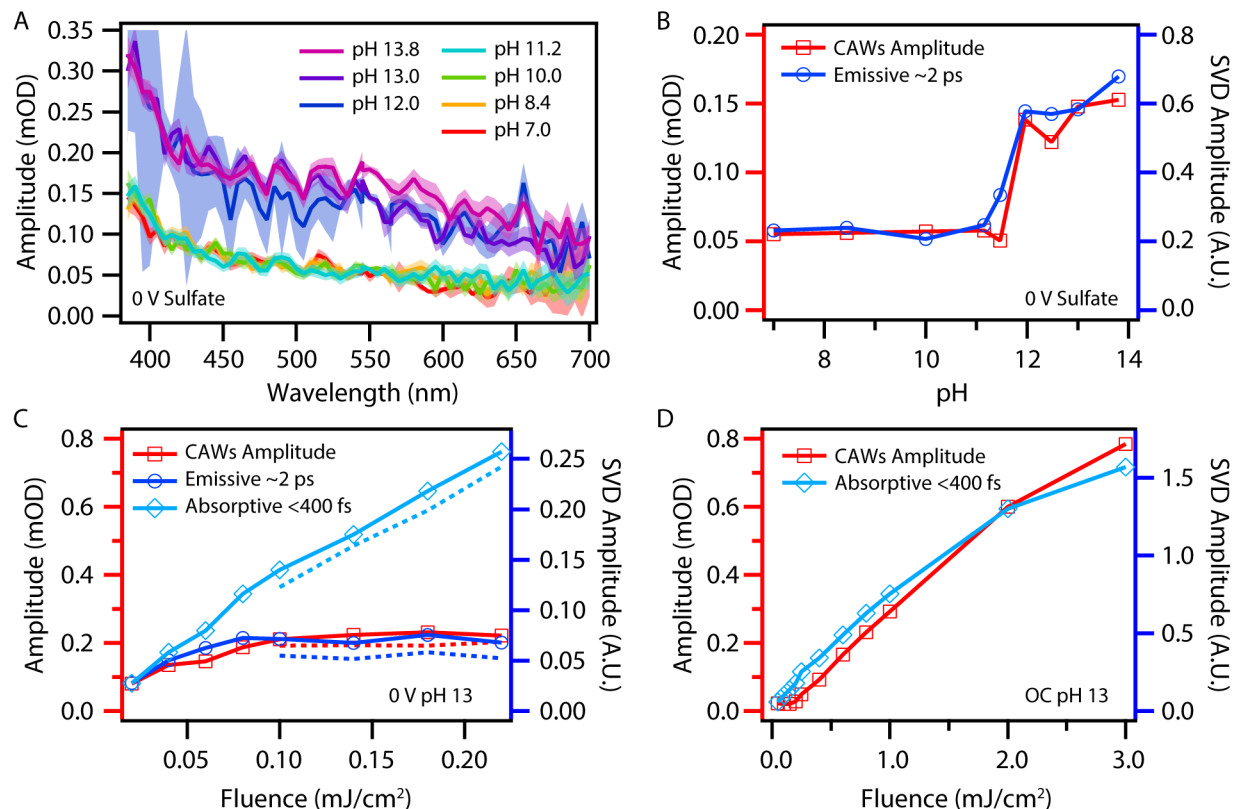 A
0.35
0.30
0.25
0.20
0.15
0.10
0.05
0.00
Amplitude (mOD)
pH 13.8
pH 13.0
pH 12.0
pH 11.2
pH 10.0
pH 8.4
pH 7.0
0 V Sulfate
400 450 500 550 600 650 700
Wavelength (nm)
B
0.20
0.15
0.10
0.05
0.00
Amplitude (mOD)
CAWs Amplitude
Emissive ~2 ps
0.8
0.6
0.4
0.2
0.0
SVD Amplitude (A.U.)
0 V Sulfate
8 10 12 14
pH
C
0.8
0.6
0.4
0.2
0.0
Amplitude (mOD)
CAWs Amplitude
Emissive ~2 ps
Absorptive <400 fs
0.25
0.20
0.15
0.10
0.05
0.00
SVD Amplitude (A.U.)
0 V pH 13
0.05 0.10 0.15 0.20
Fluence (mJ/cm²)
D
0.8
0.6
0.4
0.2
0.0
Amplitude (mOD)
CAWs Amplitude
Absorptive <400 fs
1.5
1.0
0.5
0.0
SVD Amplitude (A.U.)
OC pH 13
0.0 1.0 2.0 3.0
Fluence (mJ/cm²)